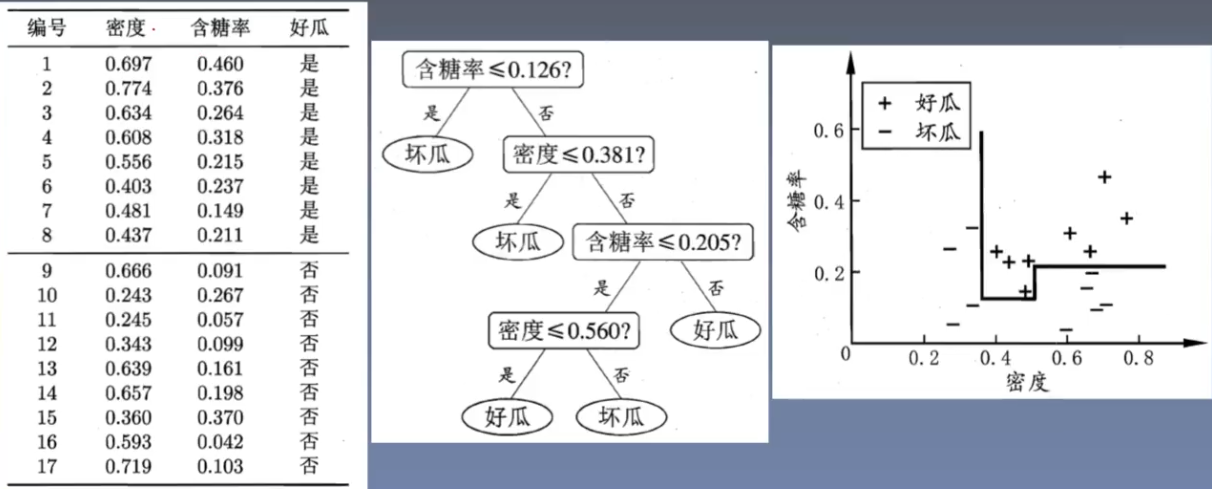 编号 密度 含糖率 好瓜
1 0.697 0.460 是
2 0.774 0.376 是
3 0.634 0.264 是
4 0.608 0.318 是
5 0.556 0.215 是
6 0.403 0.237 是
7 0.481 0.149 是
8 0.437 0.211 是
9 0.666 0.091 否
10 0.243 0.267 否
11 0.245 0.057 否
12 0.343 0.099 否
13 0.639 0.161 否
14 0.657 0.198 否
15 0.360 0.370 否
16 0.593 0.042 否
17 0.719 0.103 否
含糖率≤0.126?
是 否
坏瓜 密度≤0.381?
是 否
坏瓜 含糖率≤0.205?
是 否
密度≤0.560? 好瓜
是 否
好瓜 坏瓜
+ 好瓜
− 坏瓜
含糖率
0.6
0.4
0.2
0 0.2 0.4 0.6 0.8
密度